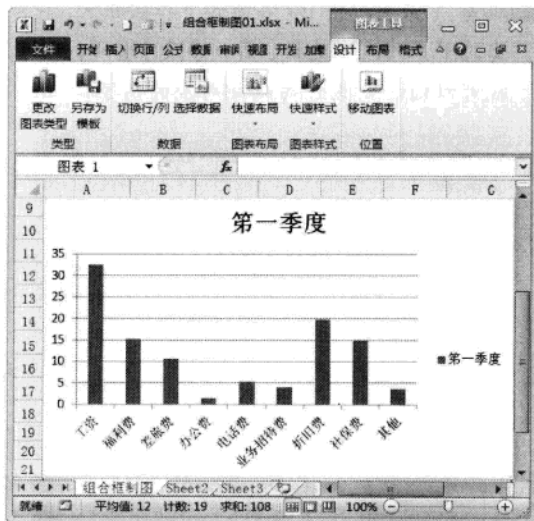 组合框制图01.xlsx - Mi... 图表工具
文件 开始 插入 页面 公式 数据 审阅 视图 开发 加载 设计 布局 格式
更改图表类型 另存为模板 切换行/列 选择数据 快速布局 快速样式 移动图表
类型 数据 图表布局 图表样式 位置
图表 1 fx
A B C D E F G
9
10
11
12
13
14
15
16
17
18
19
20
21
第一季度
35
30
25
20
15
10
5
0
工资 福利费 差旅费 办公费 电话费 业务招待费 折旧费 社保费 其他
第一季度
组合框制图 Sheet2 Sheet3
就绪 平均值: 12 计数: 19 求和: 108 100%